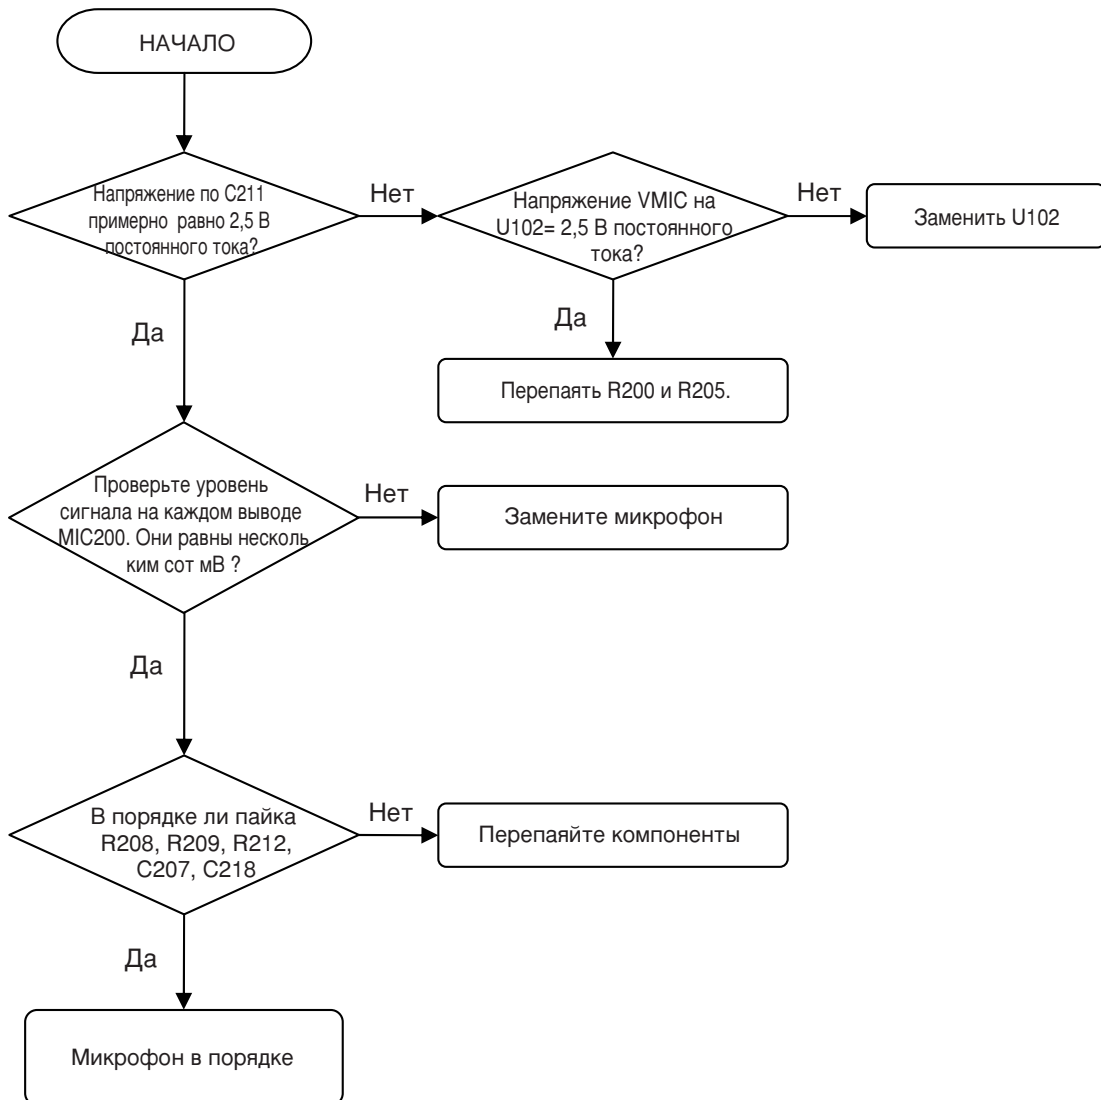 НАЧАЛО
Напряжение по C211
примерно равно 2,5 В
постоянного тока?
Нет
Напряжение VMIC на
U102= 2,5 В постоянного
тока?
Нет
Заменить U102
Да
Да
Перепаять R200 и R205.
Проверьте уровень
сигнала на каждом выводе
MIC200. Они равны несколь
ким сот мВ ?
Нет
Замените микрофон
Да
В порядке ли пайка
R208, R209, R212,
C207, C218
Нет
Перепаяйте компоненты
Да
Микрофон в порядке